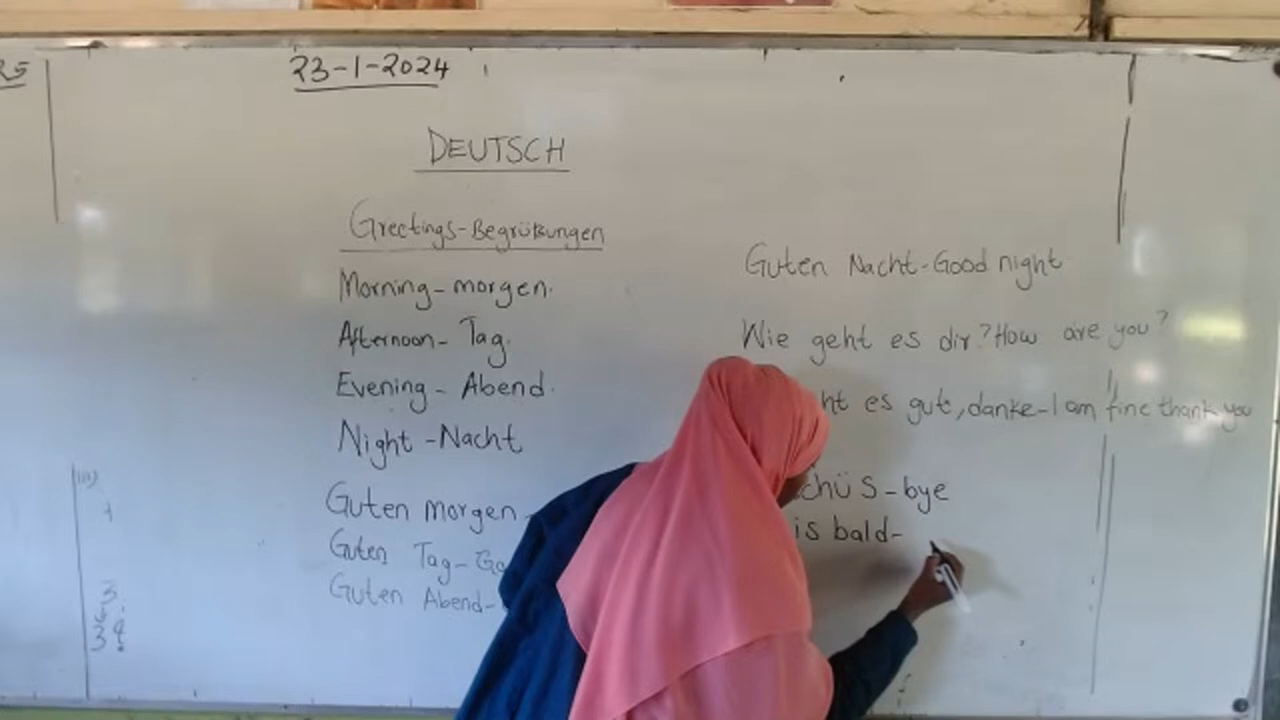 23-1-2024
DEUTSCH
Greetings-Begrüßungen
Morning-morgen.
Afternoon-Tag.
Evening-Abend.
Night-Nacht
Guten Morgen-
Guten Tag-Go
Guten Abend-
Guten Nacht-Good night
Wie geht es dir? How are you?
ht es gut, danke-I am fine thank you
chüS-bye
is bald-